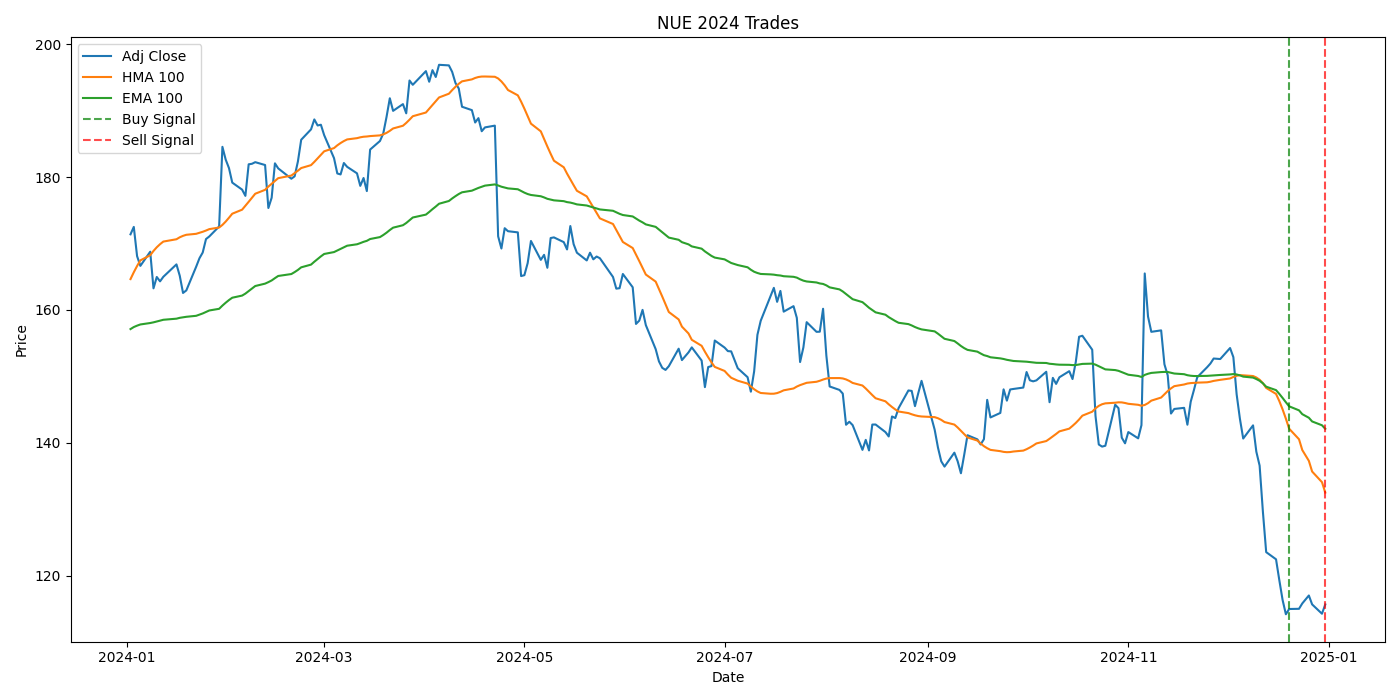 NUE 2024 Trades
Adj Close
HMA 100
EMA 100
Buy Signal
Sell Signal
200
180
160
140
120
Price
2024-01
2024-03
2024-05
2024-07
2024-09
2024-11
2025-01
Date